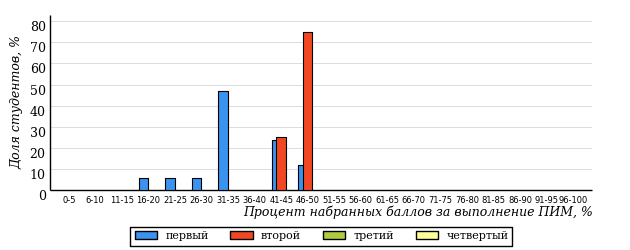 Доля студентов, %
80
70
60
50
40
30
20
10
0
0-5 6-10 11-15 16-20 21-25 26-30 31-35 36-40 41-45 46-50 51-55 56-60 61-65 66-70 71-75 76-80 81-85 86-90 91-95 96-100
Процент набранных баллов за выполнение ПИМ, %
первый второй третий четвертый